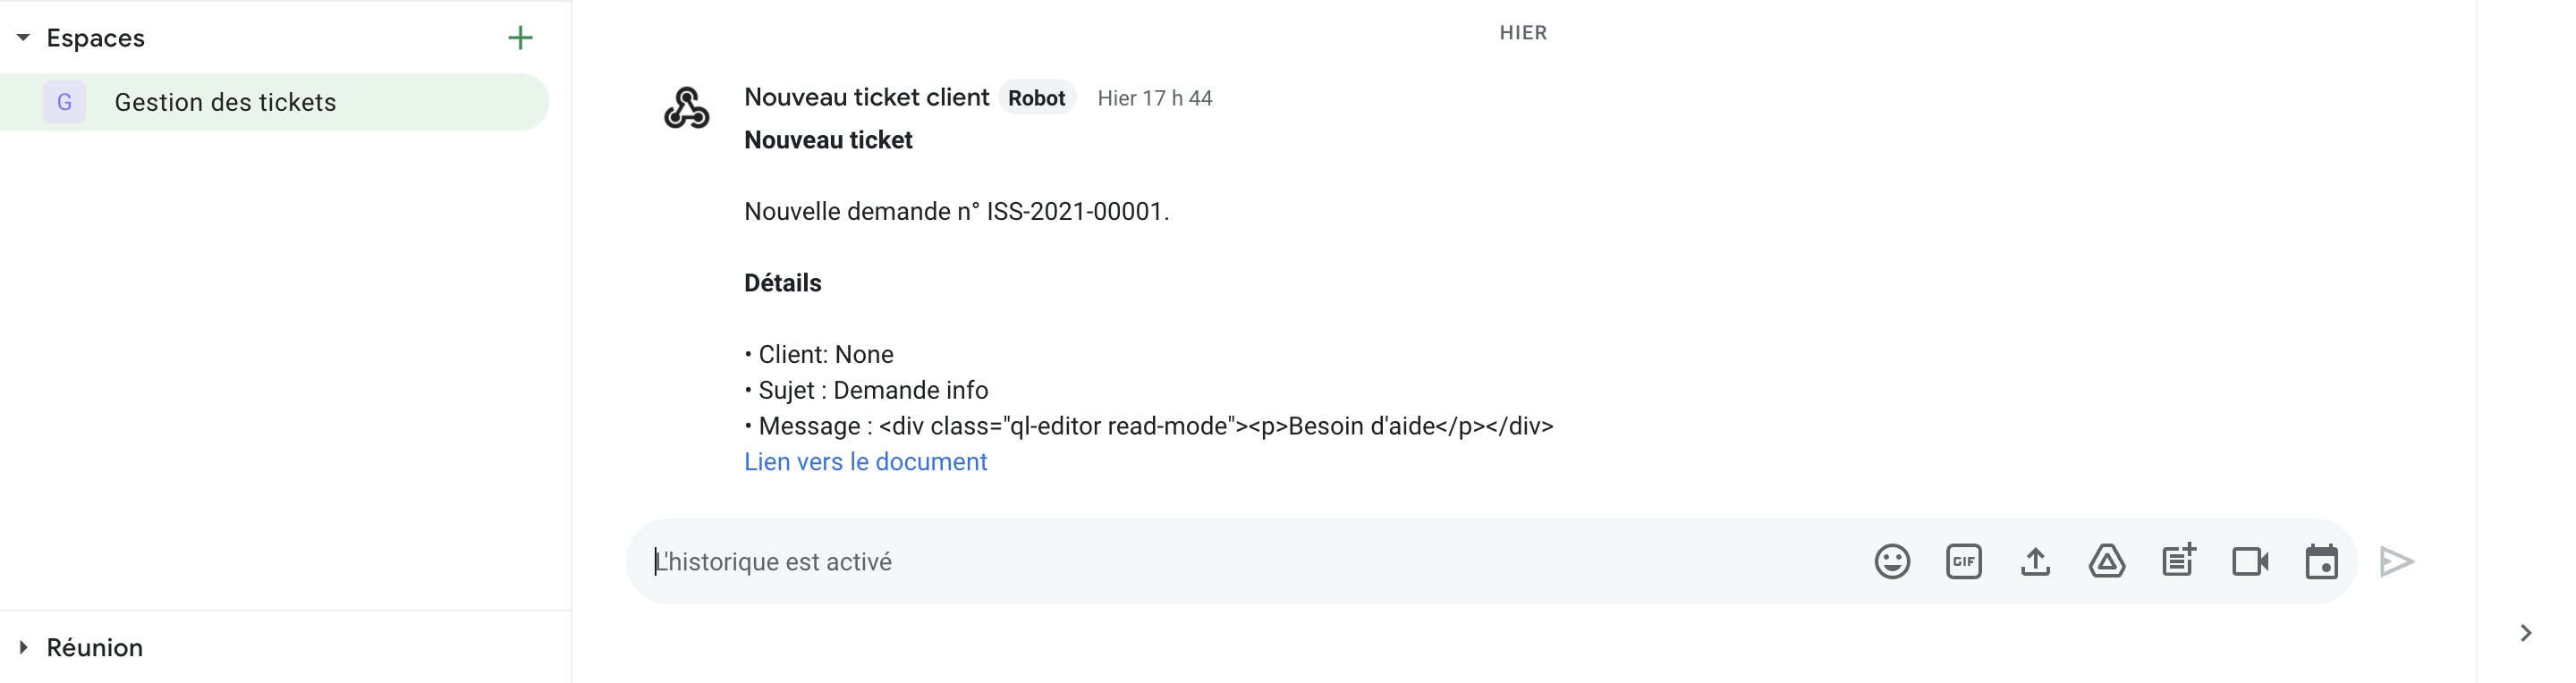 Espaces
G Gestion des tickets
Réunion
HIER
Nouveau ticket client Robot Hier 17 h 44
Nouveau ticket
Nouvelle demande n° ISS-2021-00001.
Détails
• Client: None
• Sujet : Demande info
• Message : <div class="ql-editor read-mode"><p>Besoin d'aide</p></div>
Lien vers le document
L'historique est activé GIF